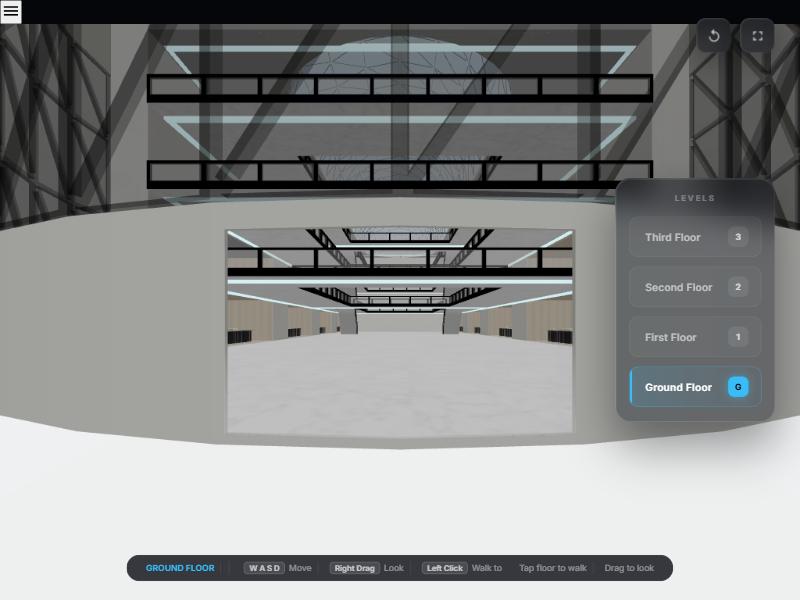 LEVELS
Third Floor 3
Second Floor 2
First Floor 1
Ground Floor G
GROUND FLOOR W A S D Move Right Drag Look Left Click Walk to Tap floor to walk Drag to look